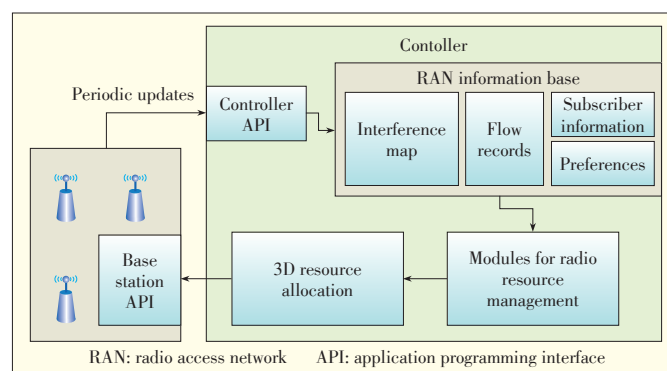 Contoller
RAN information base
Periodic updates
Controller
API
Interference
map
Flow
records
Subscriber
information
Preferences
Base
station
API
3D resource
allocation
Modules for radio
resource
management
RAN: radio access network API: application programming interface